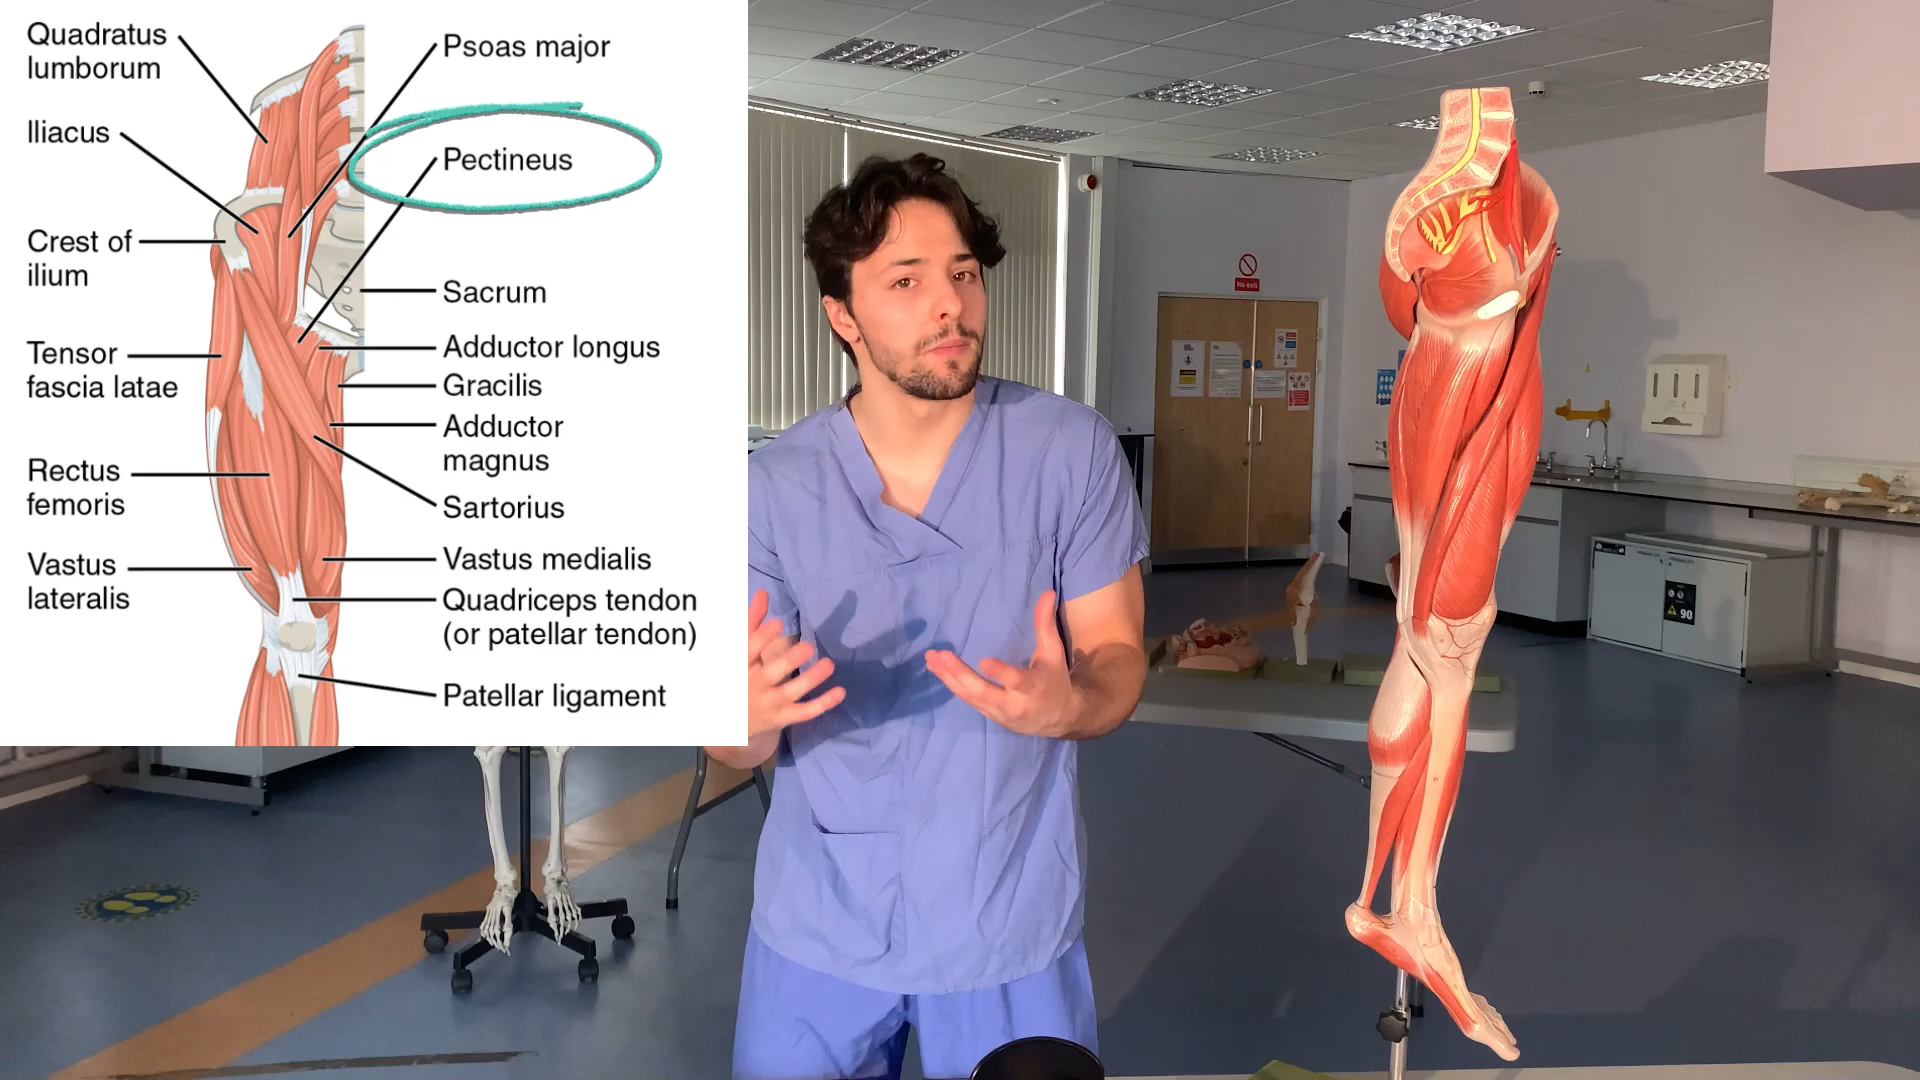 Quadratus
lumborum
Iliacus
Crest of
ilium
Tensor
fascia latae
Rectus
femoris
Vastus
lateralis
Psoas major
Pectineus
Sacrum
Adductor longus
Gracilis
Adductor
magnus
Sartorius
Vastus medialis
Quadriceps tendon
(or patellar tendon)
Patellar ligament
No exit
90